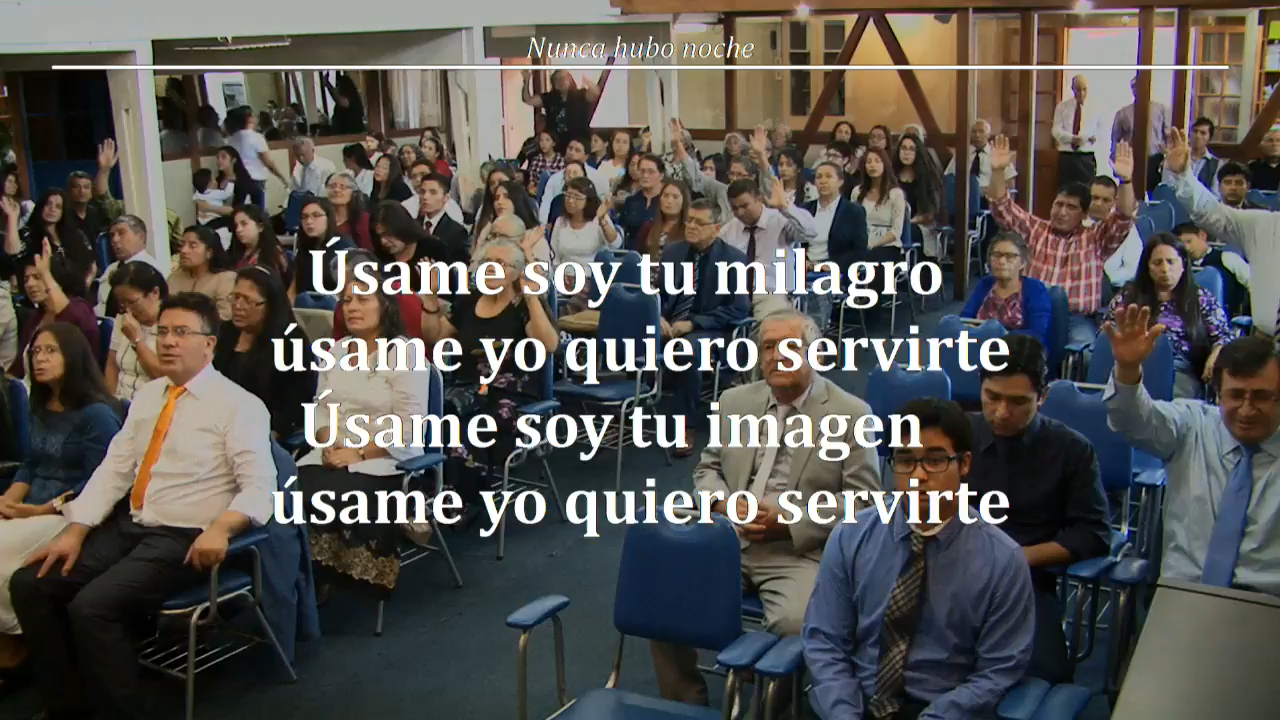 Nunca hubo noche
Úsame soy tu milagro
úsame yo quiero servirte
Úsame soy tu imagen
úsame yo quiero servirte